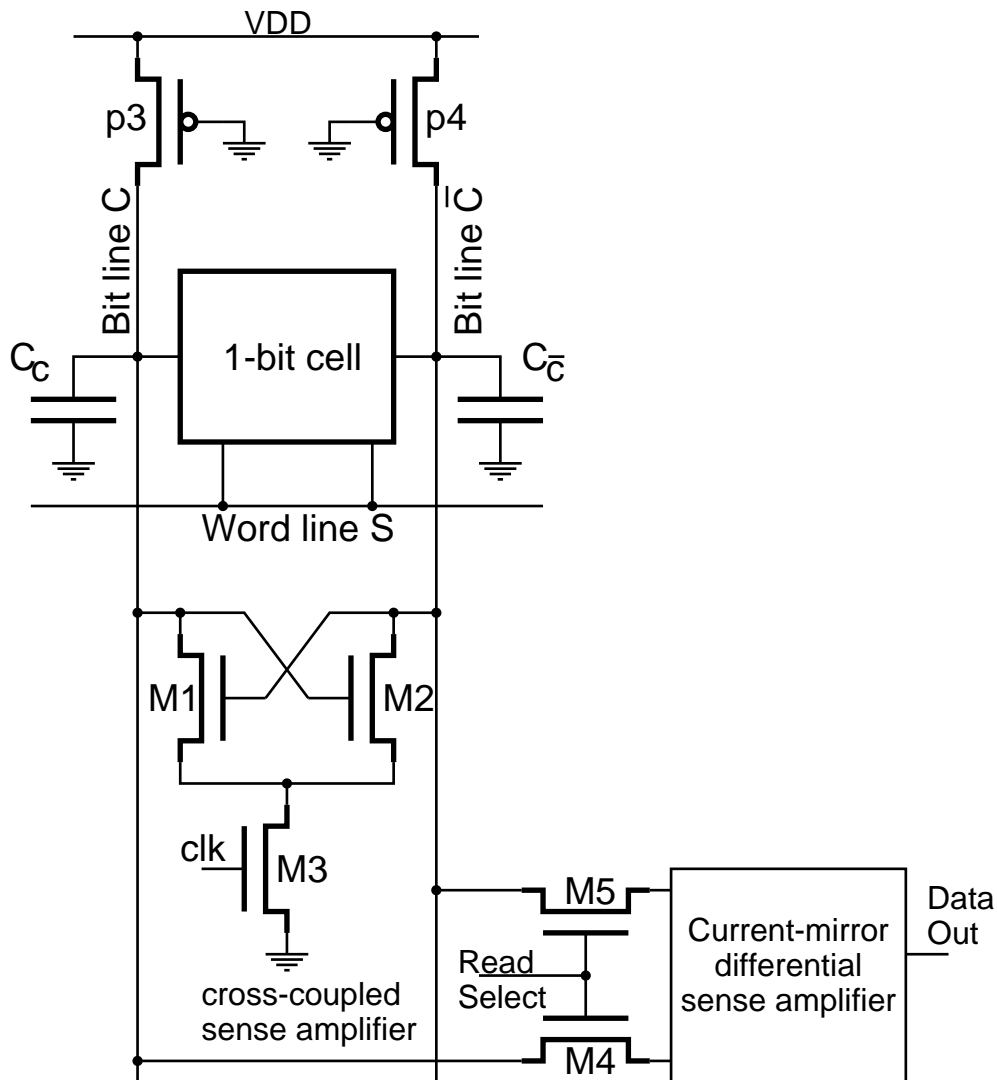 VDD
p3
p4
Bit line C
Bit line C̅
C_C
1-bit cell
C_C̅
Word line S
M1
M2
clk
M3
cross-coupled
sense amplifier
M5
Read
Select
M4
Current-mirror
differential
sense amplifier
Data
Out